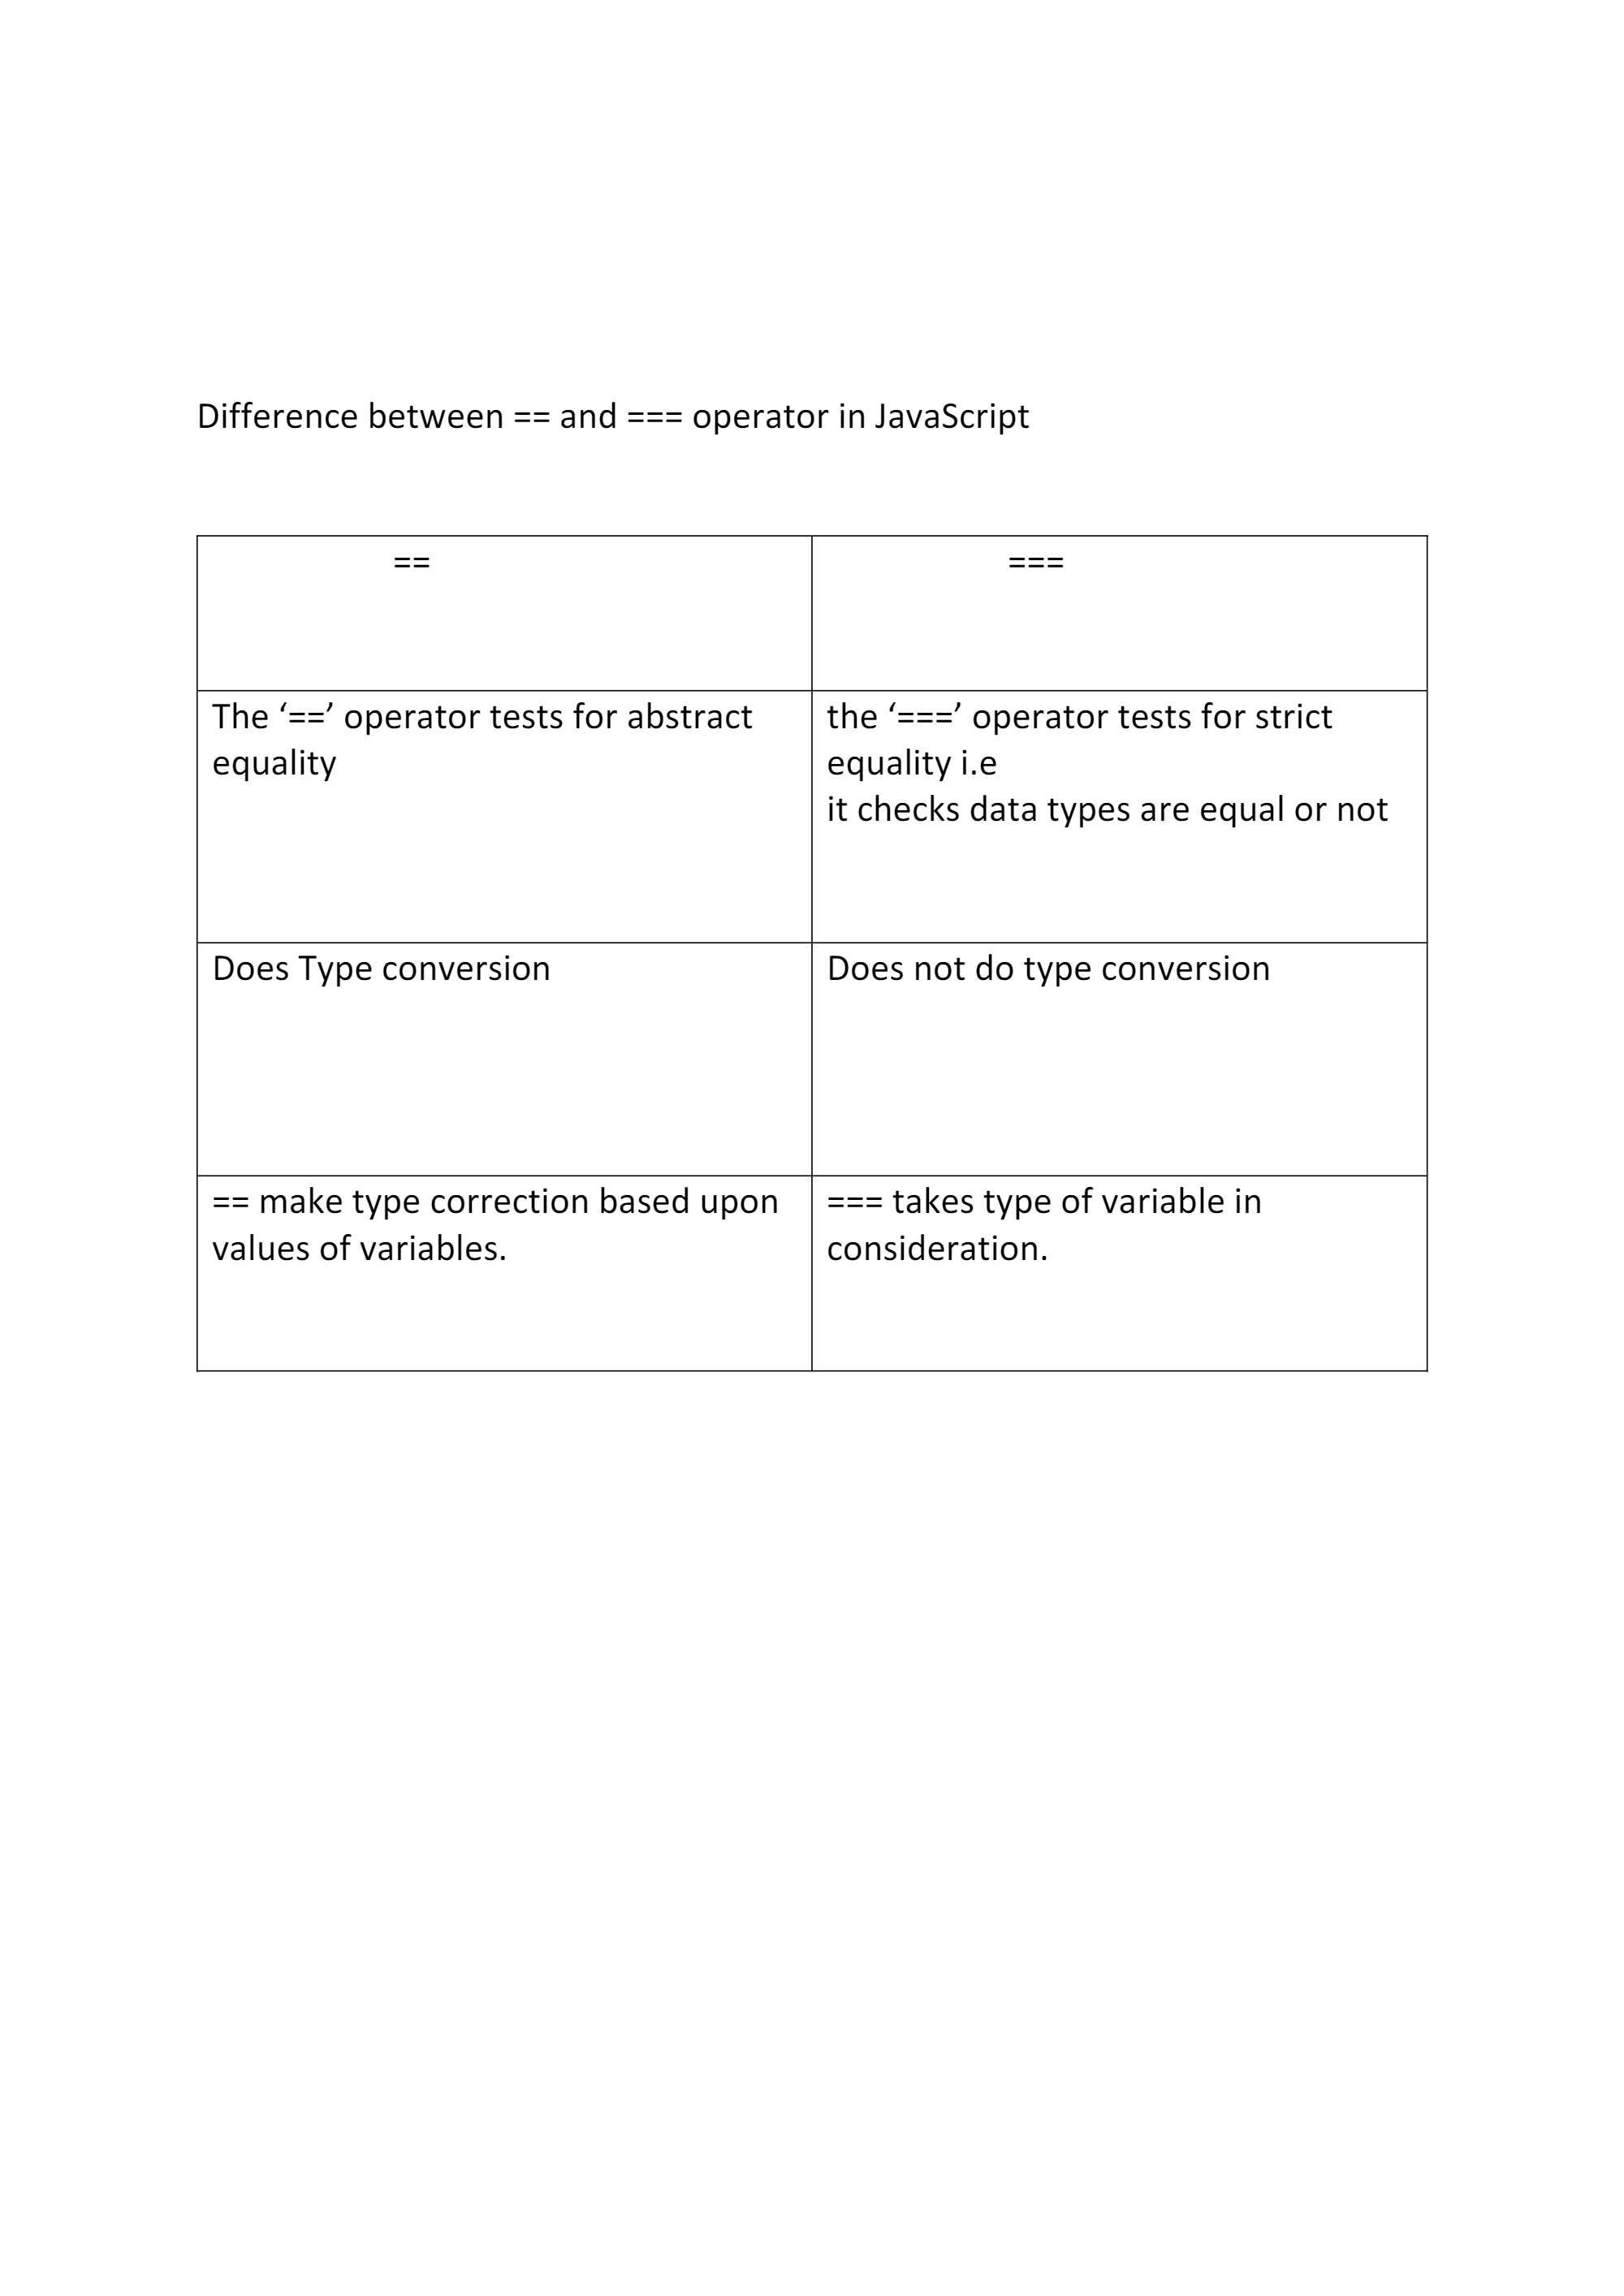 Difference between == and === operator in JavaScript
==
===
The ‘==’ operator tests for abstract
equality
the ‘===’ operator tests for strict
equality i.e
it checks data types are equal or not
Does Type conversion
Does not do type conversion
== make type correction based upon
values of variables.
=== takes type of variable in
consideration.